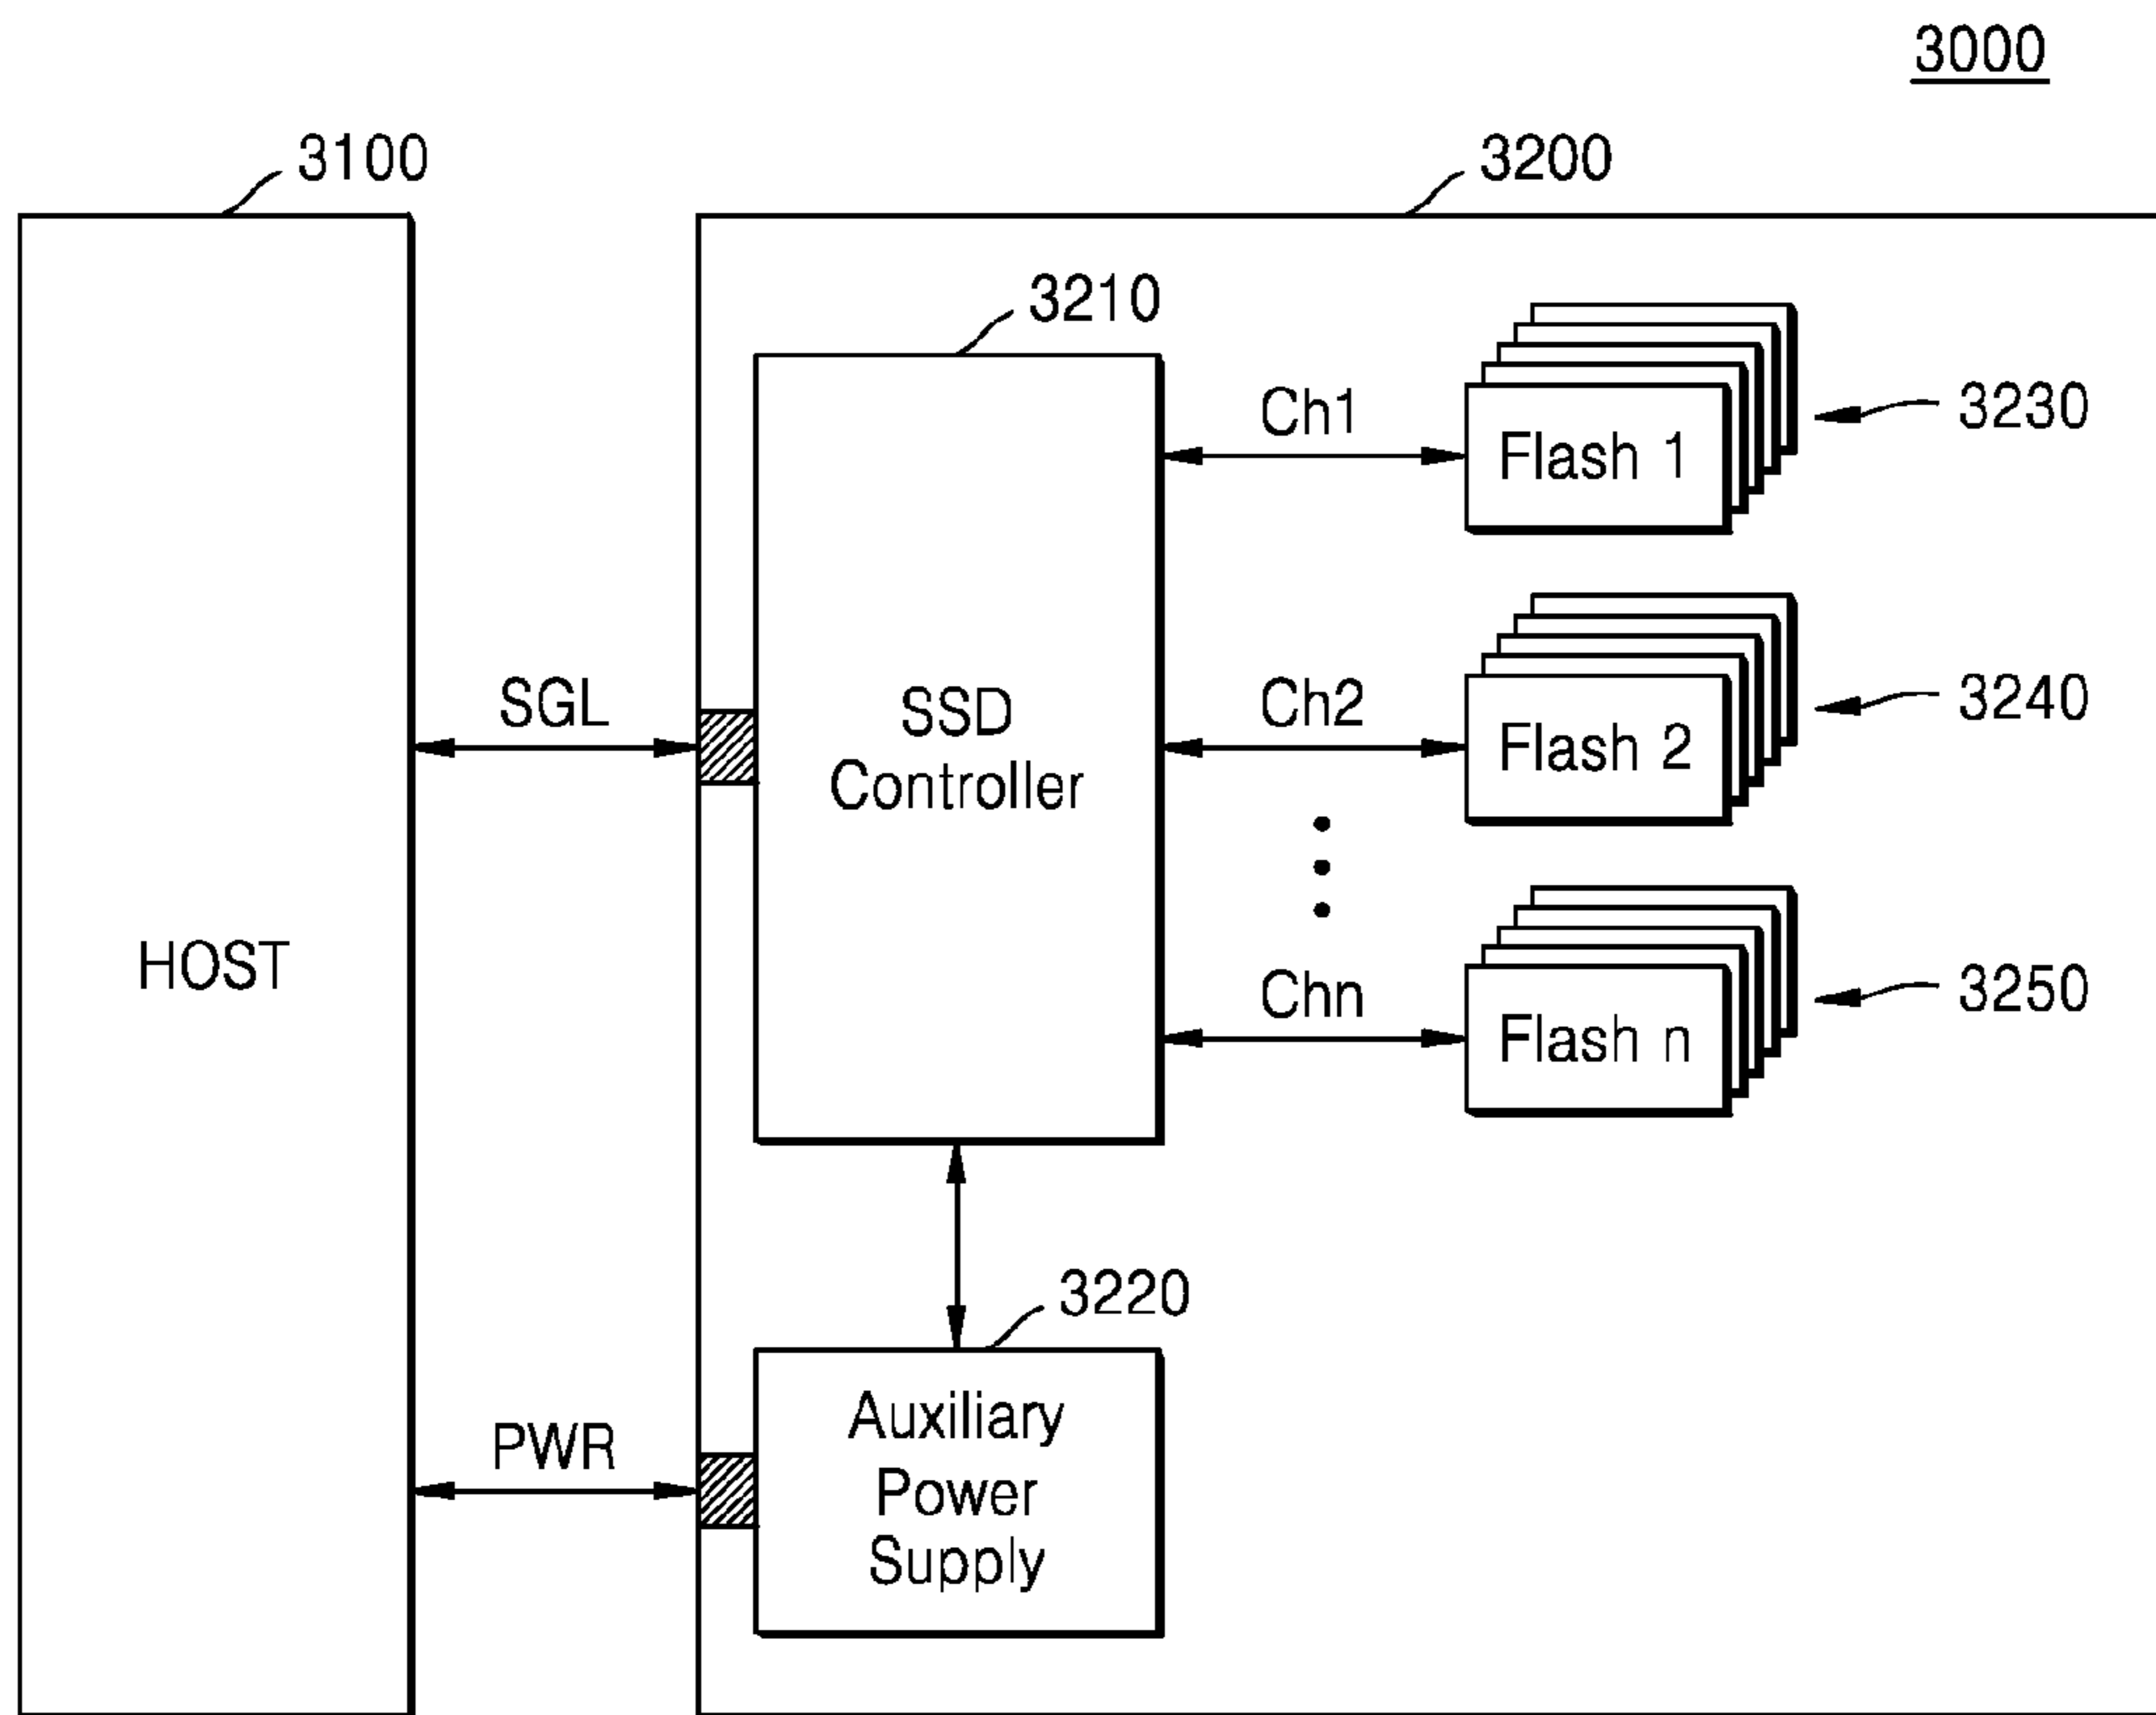 3000
3100
3200
3210
Ch1
Flash 1
3230
SGL
SSD
Controller
Ch2
Flash 2
3240
HOST
Chn
Flash n
3250
3220
PWR
Auxiliary
Power
Supply